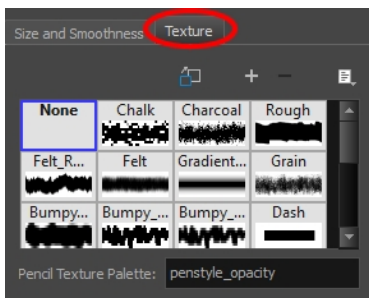 Size and Smoothness Texture
None Chalk Charcoal Rough
Felt_R... Felt Gradient... Grain
Bumpy... Bumpy_... Bumpy_... Dash
Pencil Texture Palette: penstyle_opacity